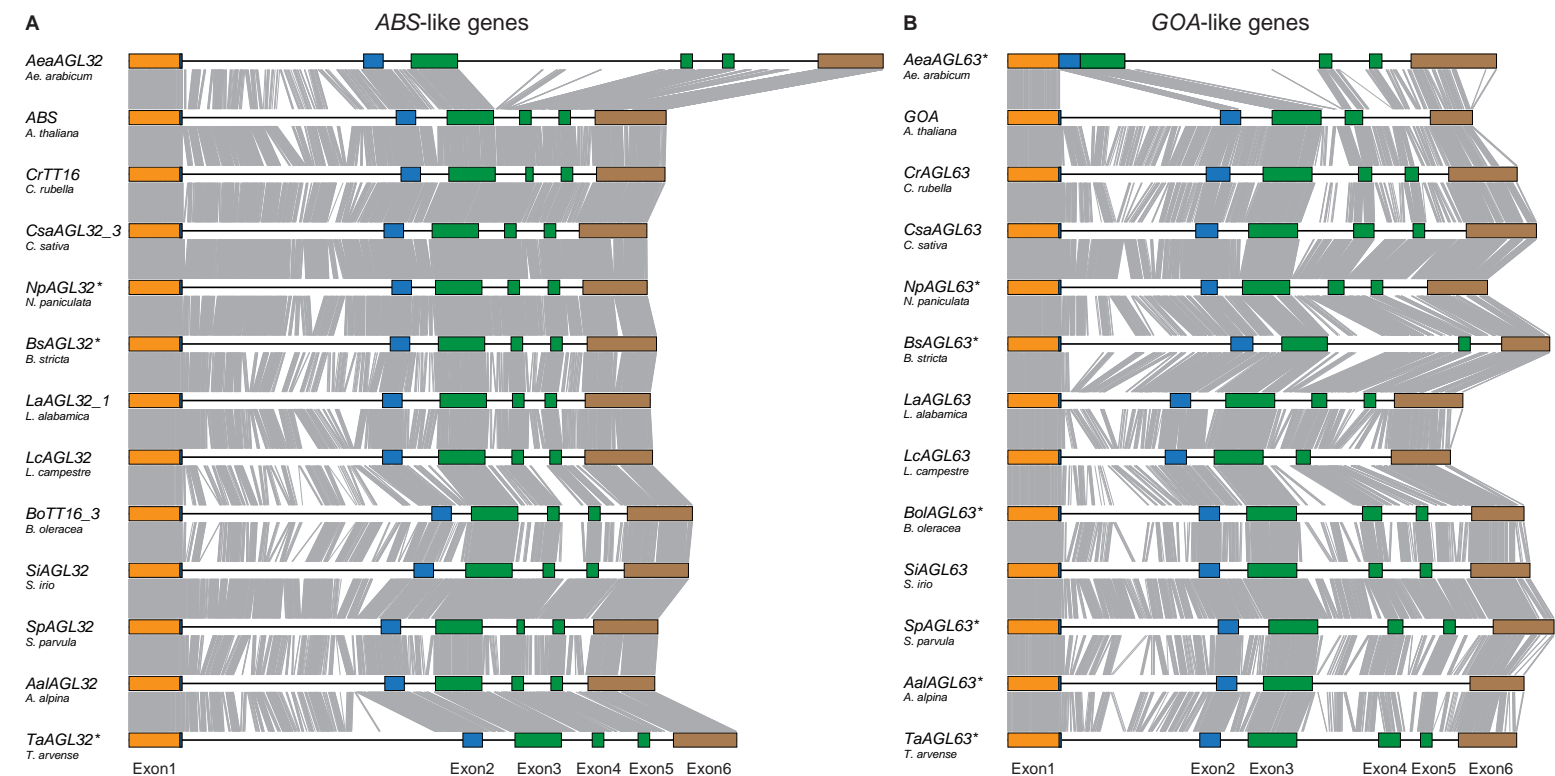 A
ABS-like genes
AeaAGL32
Ae. arabicum
ABS
A. thaliana
CrTT16
C. rubella
CsaAGL32_3
C. sativa
NpAGL32*
N. paniculata
BsAGL32*
B. stricta
LaAGL32_1
L. alabamica
LcAGL32
L. campestre
BoTT16_3
B. oleracea
SiAGL32
S. irio
SpAGL32
S. parvula
AalAGL32
A. alpina
TaAGL32*
T. arvense
Exon1 Exon2 Exon3 Exon4 Exon5 Exon6
B
GOA-like genes
AeaAGL63*
Ae. arabicum
GOA
A. thaliana
CrAGL63
C. rubella
CsaAGL63
C. sativa
NpAGL63*
N. paniculata
BsAGL63*
B. stricta
LaAGL63
L. alabamica
LcAGL63
L. campestre
BolAGL63*
B. oleracea
SiAGL63
S. irio
SpAGL63*
S. parvula
AalAGL63*
A. alpina
TaAGL63*
T. arvense
Exon1 Exon2 Exon3 Exon4 Exon5 Exon6